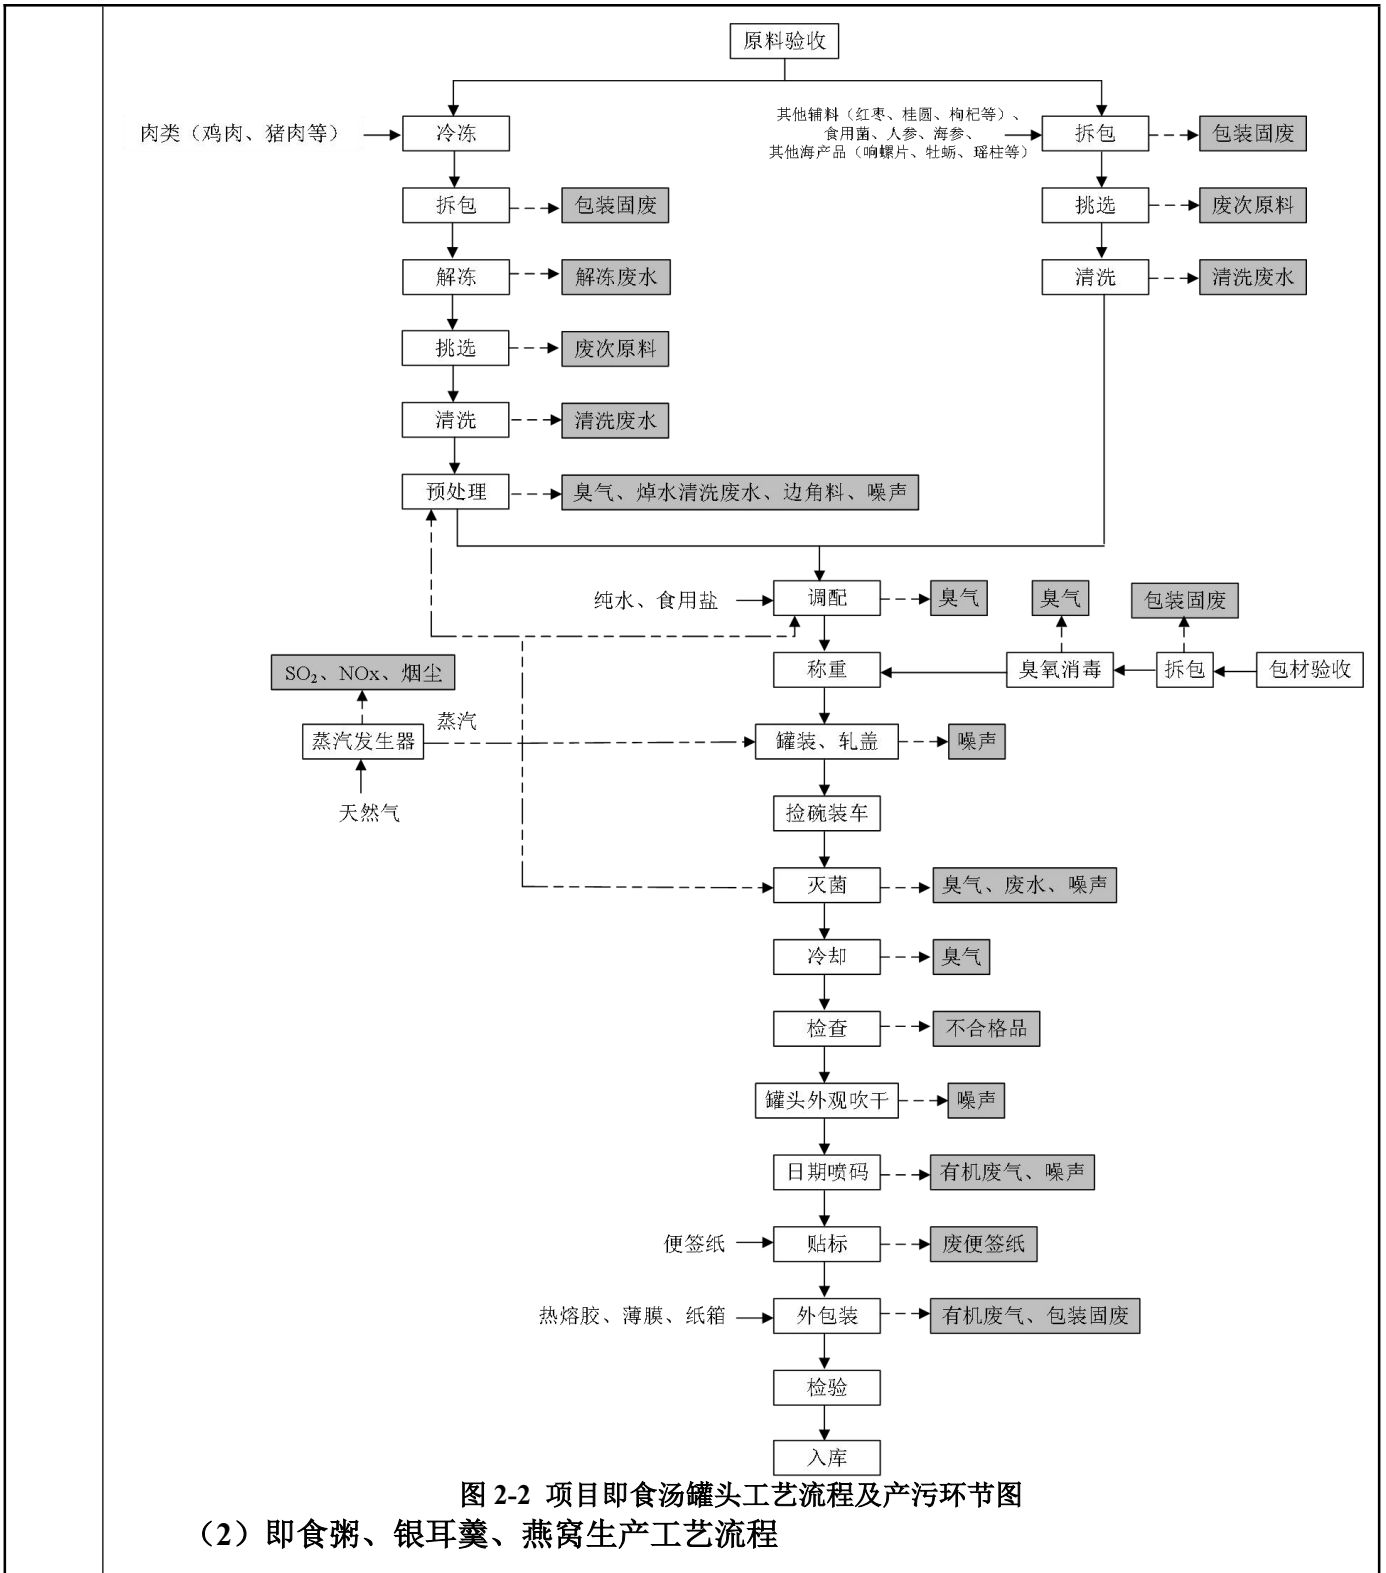 原料验收
肉类（鸡肉、猪肉等）
冷冻
其他辅料（红枣、桂圆、枸杞等）、
食用菌、人参、海参、
其他海产品（响螺片、牡蛎、瑶柱等）
拆包
包装固废
拆包
包装固废
挑选
废次原料
解冻
解冻废水
清洗
清洗废水
挑选
废次原料
清洗
清洗废水
预处理
臭气、焯水清洗废水、边角料、噪声
纯水、食用盐
调配
臭气
臭气
包装固废
SO₂、NOx、烟尘
称重
臭氧消毒
拆包
包材验收
蒸汽发生器
蒸汽
罐装、轧盖
噪声
天然气
捡碗装车
灭菌
臭气、废水、噪声
冷却
臭气
检查
不合格品
罐头外观吹干
噪声
日期喷码
有机废气、噪声
便签纸
贴标
废便签纸
热熔胶、薄膜、纸箱
外包装
有机废气、包装固废
检验
入库
图 2-2 项目即食汤罐头工艺流程及产污环节图
（2）即食粥、银耳羹、燕窝生产工艺流程